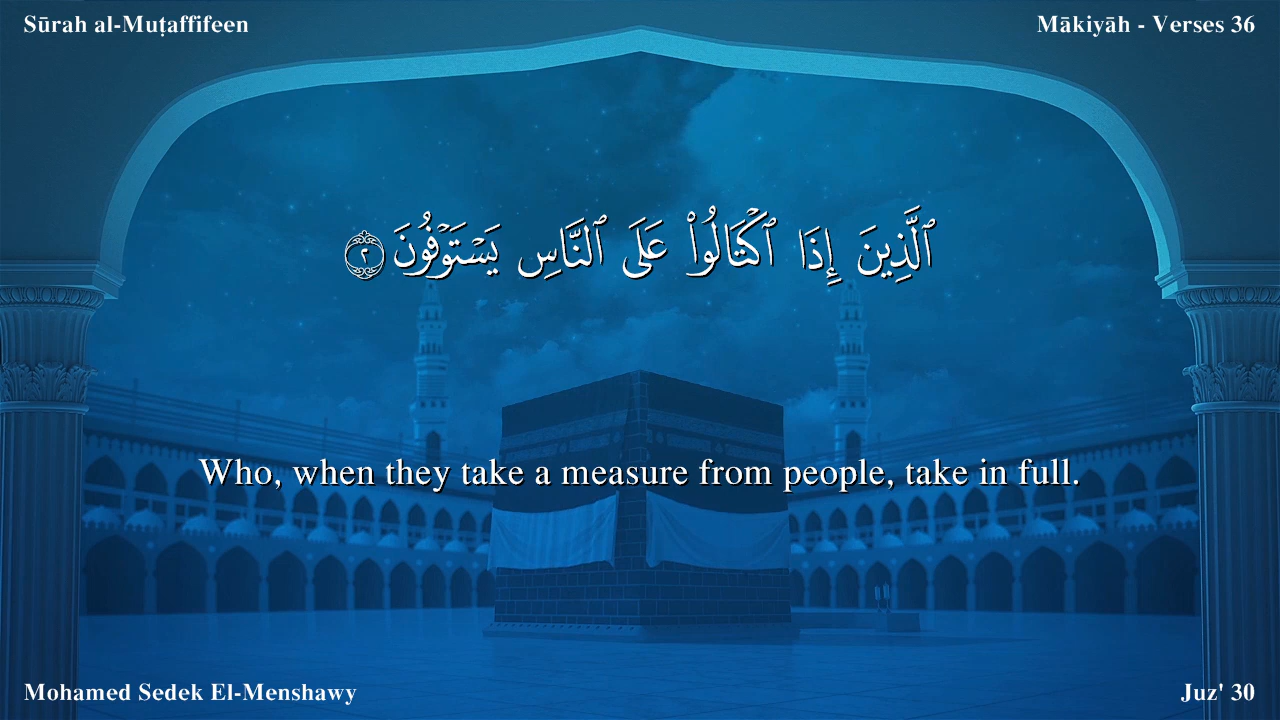 Sūrah al-Muṭaffifeen
Mākiyāh - Verses 36
ٱلَّذِينَ إِذَا ٱكْتَالُوا۟ عَلَى ٱلنَّاسِ يَسْتَوْفُونَ ٢
Who, when they take a measure from people, take in full.
Mohamed Sedek El-Menshawy
Juz' 30